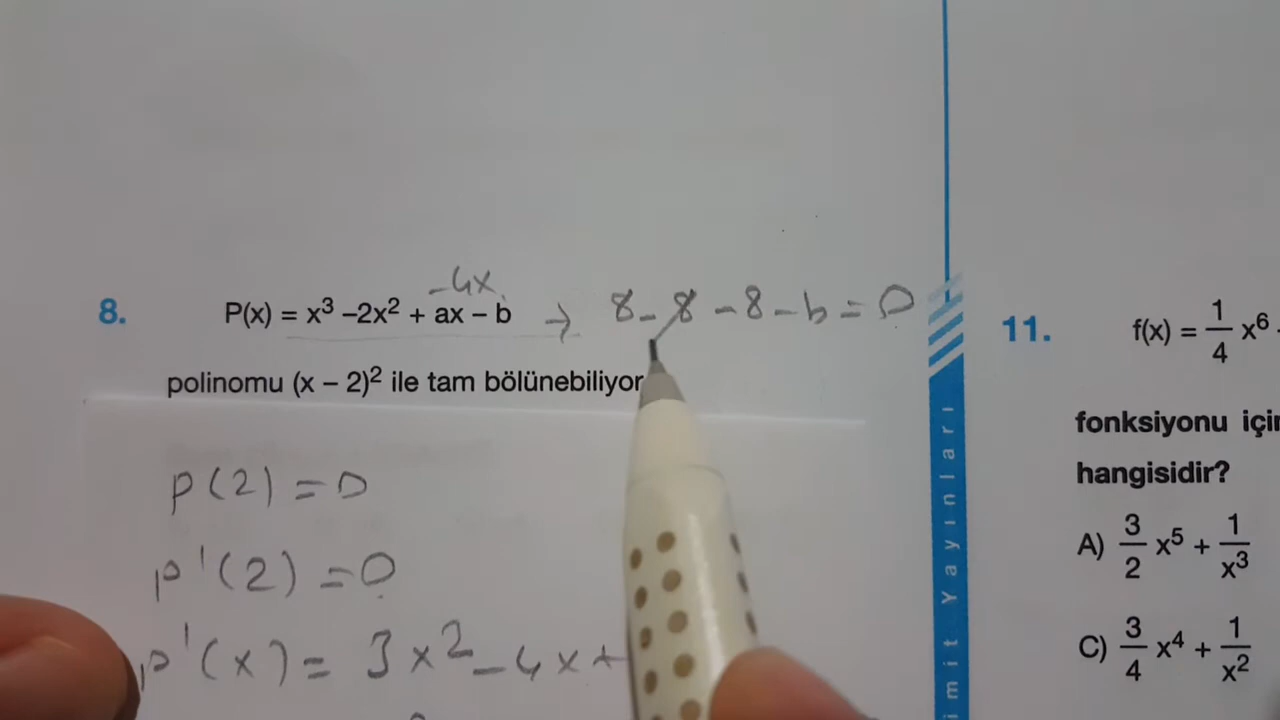 -4x
8. P(x) = x³ –2x² + ax – b → 8 - 8 - 8 - b = 0
polinomu (x – 2)² ile tam bölünebiliyor
P(2) = 0
P'(2) = 0
P'(x) = 3x² - 4x +
imit Yayınları
11. f(x) = 1/4 x⁶
fonksiyonu için
hangisidir?
A) 3/2 x⁵ + 1/x³
C) 3/4 x⁴ + 1/x²